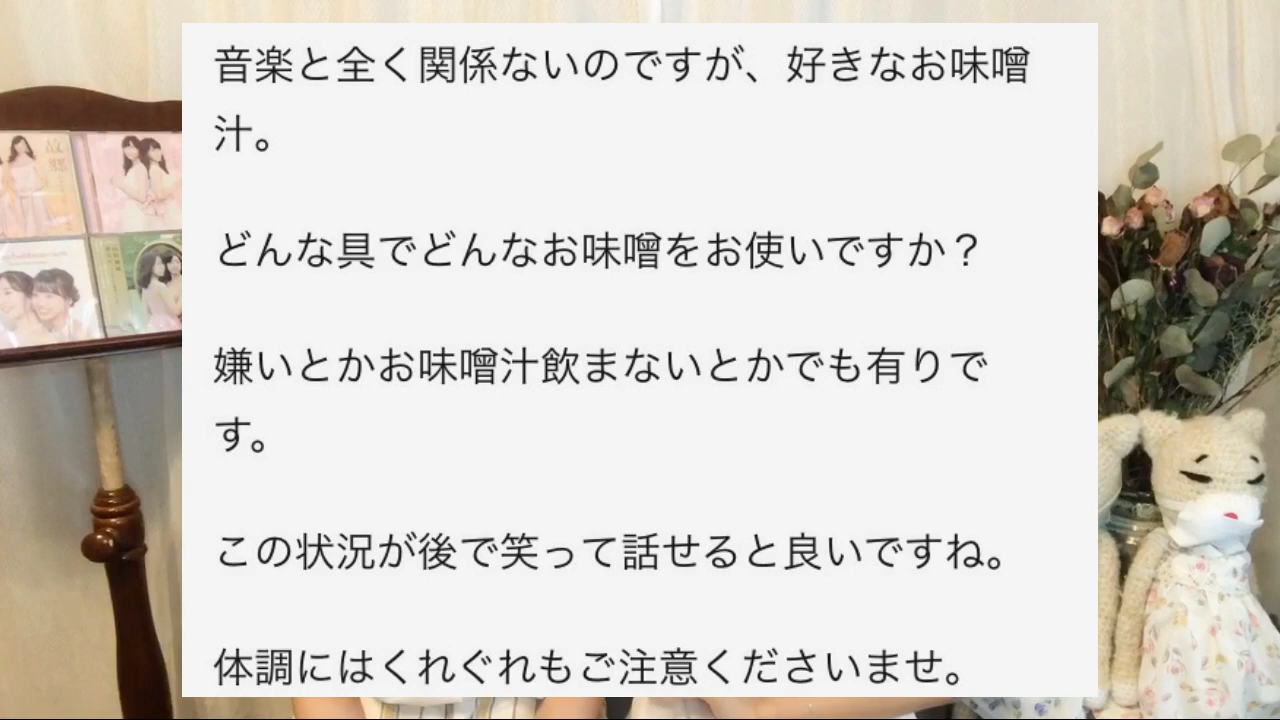 音楽と全く関係ないのですが、好きなお味噌
汁。
どんな具でどんなお味噌をお使いですか？
嫌いとかお味噌汁飲まないとかでも有りで
す。
この状況が後で笑って話せると良いですね。
体調にはくれぐれもご注意くださいませ。